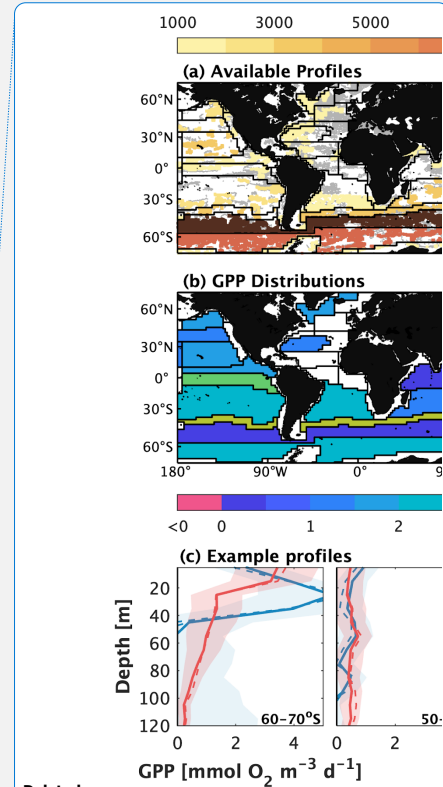 1000 3000 5000
(a) Available Profiles
60°N
30°N
0°
30°S
60°S
(b) GPP Distributions
60°N
30°N
0°
30°S
60°S
180° 90°W 0°
<0 0 1 2
(c) Example profiles
Depth [m]
20
40
60
80
100
120
60-70°S
50-
0 2 4 0 2
GPP [mmol O₂ m⁻³ d⁻¹]